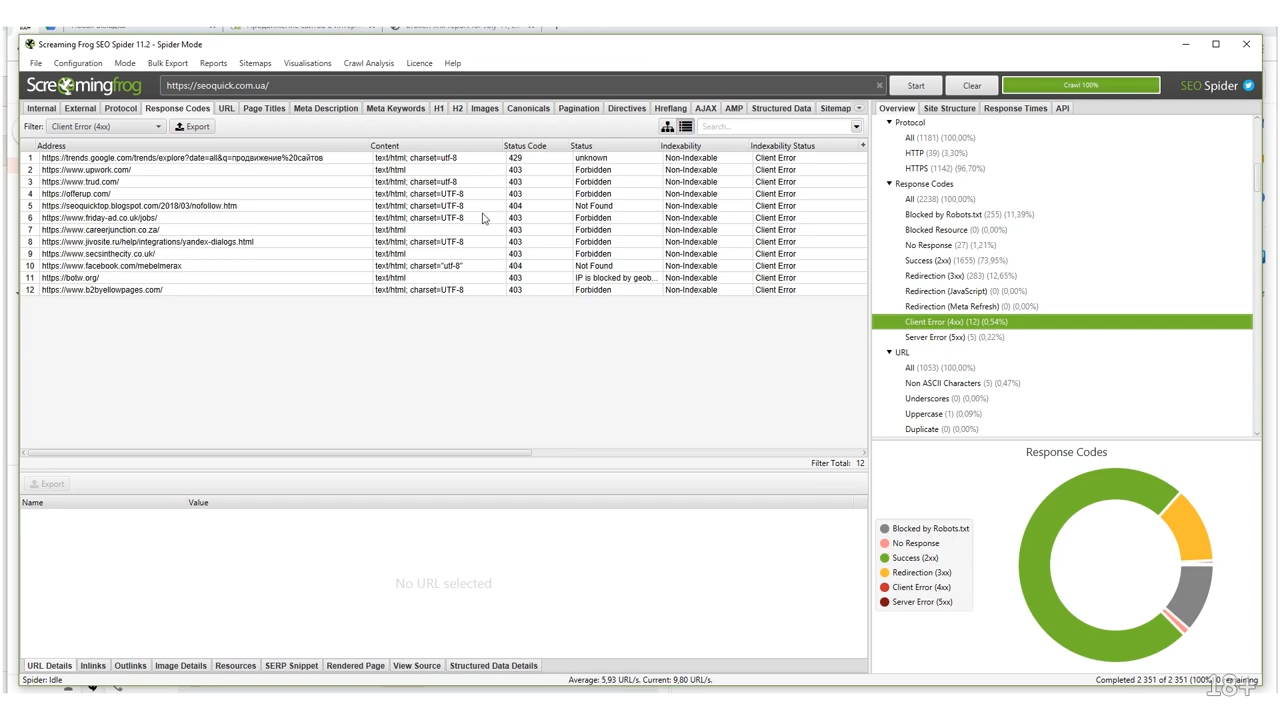 Screaming Frog SEO Spider 11.2 - Spider Mode
File Configuration Mode Bulk Export Reports Sitemaps Visualisations Crawl Analysis Licence Help
Screamingfrog https://seoquick.com.ua/ Start Clear Crawl 100% SEO Spider
Internal External Protocol Response Codes URL Page Titles Meta Description Meta Keywords H1 H2 Images Canonicals Pagination Directives Hreflang AJAX AMP Structured Data Sitemap
Filter: Client Error (4xx) Export Search...
Address Content Status Code Status Indexability Indexability Status +
1 https://trends.google.com/trends/explore?date=all&q=продвижение%20сайтов text/html; charset=utf-8 429 unknown Non-Indexable Client Error
2 https://www.upwork.com/ text/html 403 Forbidden Non-Indexable Client Error
3 https://www.trud.com/ text/html; charset=utf-8 403 Forbidden Non-Indexable Client Error
4 https://offerup.com/ text/html; charset=UTF-8 403 Forbidden Non-Indexable Client Error
5 https://seoquicktop.blogspot.com/2018/03/nofollow.htm text/html; charset=UTF-8 404 Not Found Non-Indexable Client Error
6 https://www.friday-ad.co.uk/jobs/ text/html; charset=UTF-8 403 Forbidden Non-Indexable Client Error
7 https://www.careerjunction.co.za/ text/html 403 Forbidden Non-Indexable Client Error
8 https://www.jivosite.ru/help/integrations/yandex-dialogs.html text/html; charset=UTF-8 403 Forbidden Non-Indexable Client Error
9 https://www.secsinthecity.co.uk/ text/html 403 Forbidden Non-Indexable Client Error
10 https://www.facebook.com/mebelmerax text/html; charset="utf-8" 404 Not Found Non-Indexable Client Error
11 https://botw.org/ text/html 403 IP is blocked by geob... Non-Indexable Client Error
12 https://www.b2byellowpages.com/ text/html; charset=UTF-8 403 Forbidden Non-Indexable Client Error
Filter Total: 12
Export
Name Value
No URL selected
URL Details Inlinks Outlinks Image Details Resources SERP Snippet Rendered Page View Source Structured Data Details
Overview Site Structure Response Times API
Protocol
All (1181) (100,00%)
HTTP (39) (3,30%)
HTTPS (1142) (96,70%)
Response Codes
All (2238) (100,00%)
Blocked by Robots.txt (255) (11,39%)
Blocked Resource (0) (0,00%)
No Response (27) (1,21%)
Success (2xx) (1655) (73,95%)
Redirection (3xx) (283) (12,65%)
Redirection (JavaScript) (0) (0,00%)
Redirection (Meta Refresh) (0) (0,00%)
Client Error (4xx) (12) (0,54%)
Server Error (5xx) (5) (0,22%)
URL
All (1053) (100,00%)
Non ASCII Characters (5) (0,47%)
Underscores (0) (0,00%)
Uppercase (1) (0,09%)
Duplicate (0) (0,00%)
Response Codes
Blocked by Robots.txt
No Response
Success (2xx)
Redirection (3xx)
Client Error (4xx)
Server Error (5xx)
Spider: Idle Average: 5,93 URL/s. Current: 9,80 URL/s. Completed 2 351 of 2 351 (100%) 0 remaining
18+